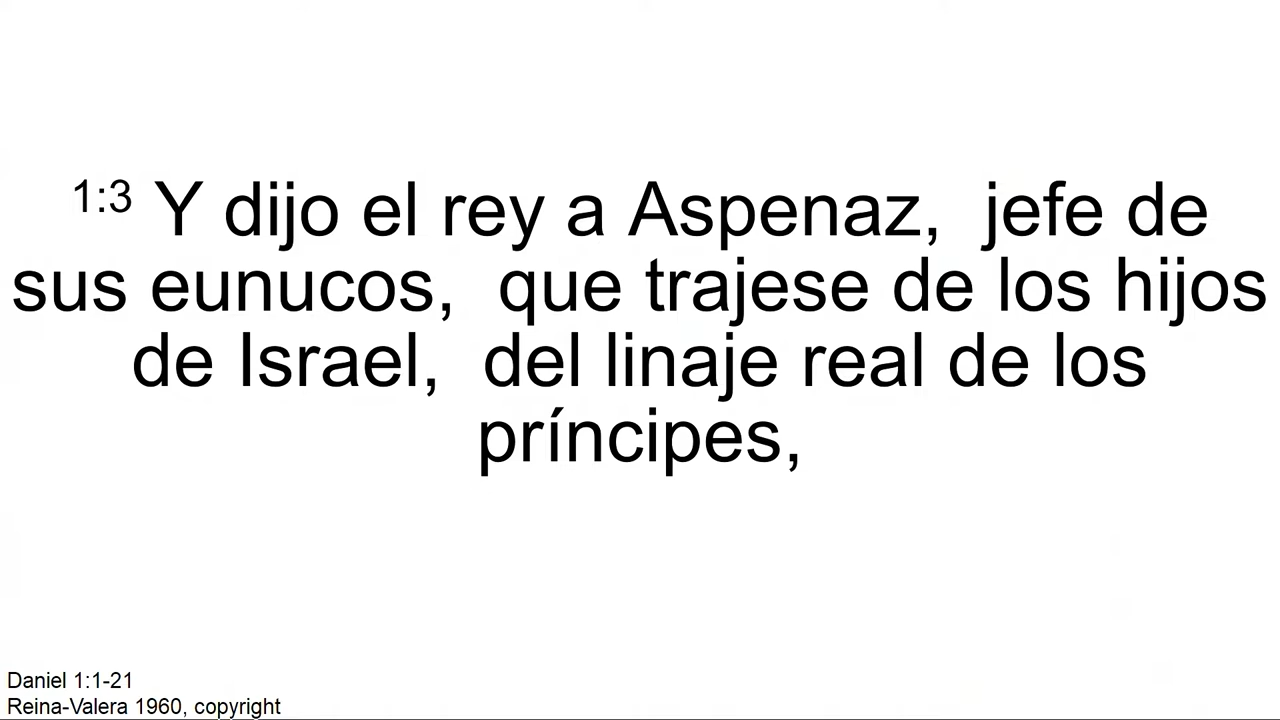 1:3 Y dijo el rey a Aspenaz,  jefe de
sus eunucos,  que trajese de los hijos
de Israel,  del linaje real de los
príncipes,
Daniel 1:1-21
Reina-Valera 1960, copyright